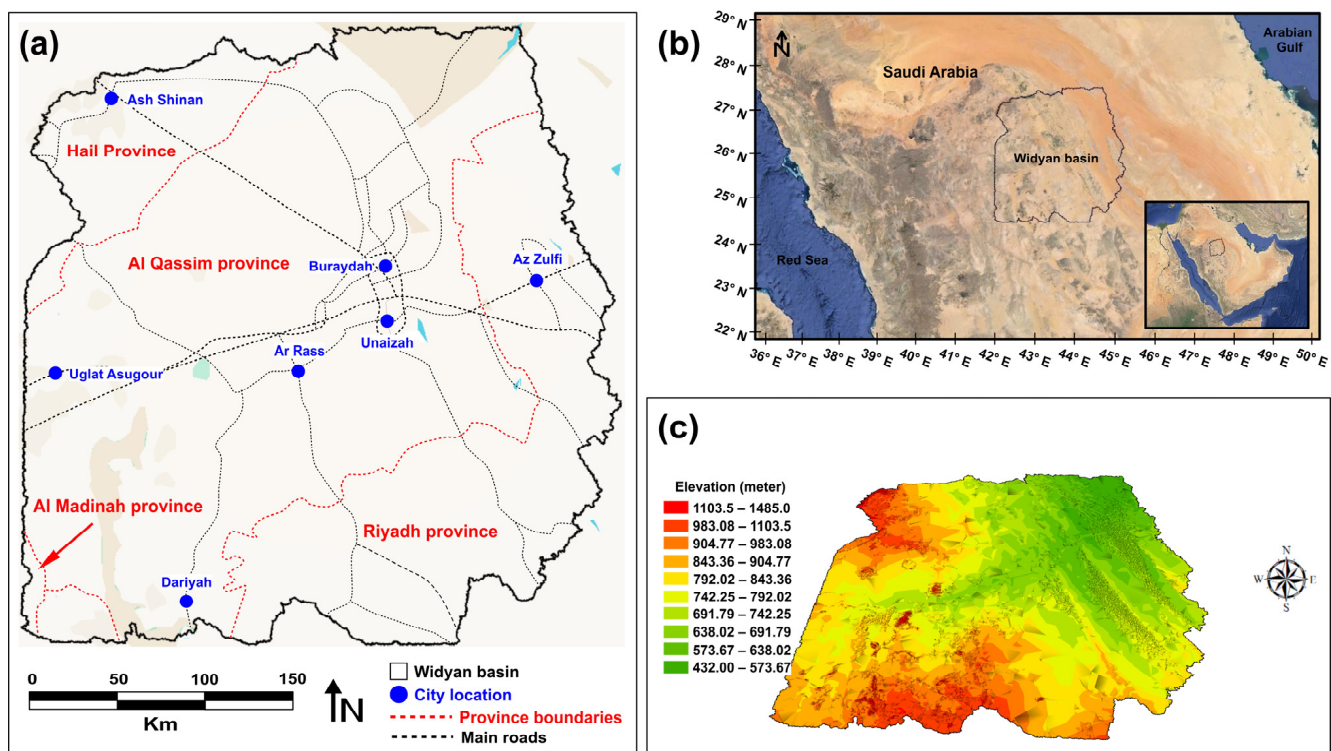 (a)
Ash Shinan
Hail Province
Al Qassim province
Buraydah
Az Zulfi
Unaizah
Ar Rass
Uglat Asugour
Al Madinah province
Riyadh province
Dariyah
0 50 100 150
Km
N
Widyan basin
City location
Province boundaries
Main roads
(b)
N
Saudi Arabia
Arabian
Gulf
Widyan basin
Red Sea
29° N
28° N
27° N
26° N
25° N
24° N
23° N
22° N
36° E
37° E
38° E
39° E
40° E
41° E
42° E
43° E
44° E
45° E
46° E
47° E
48° E
49° E
50° E
(c)
Elevation (meter)
1103.5 – 1485.0
983.08 – 1103.5
904.77 – 983.08
843.36 – 904.77
792.02 – 843.36
742.25 – 792.02
691.79 – 742.25
638.02 – 691.79
573.67 – 638.02
432.00 – 573.67
N
W E
S